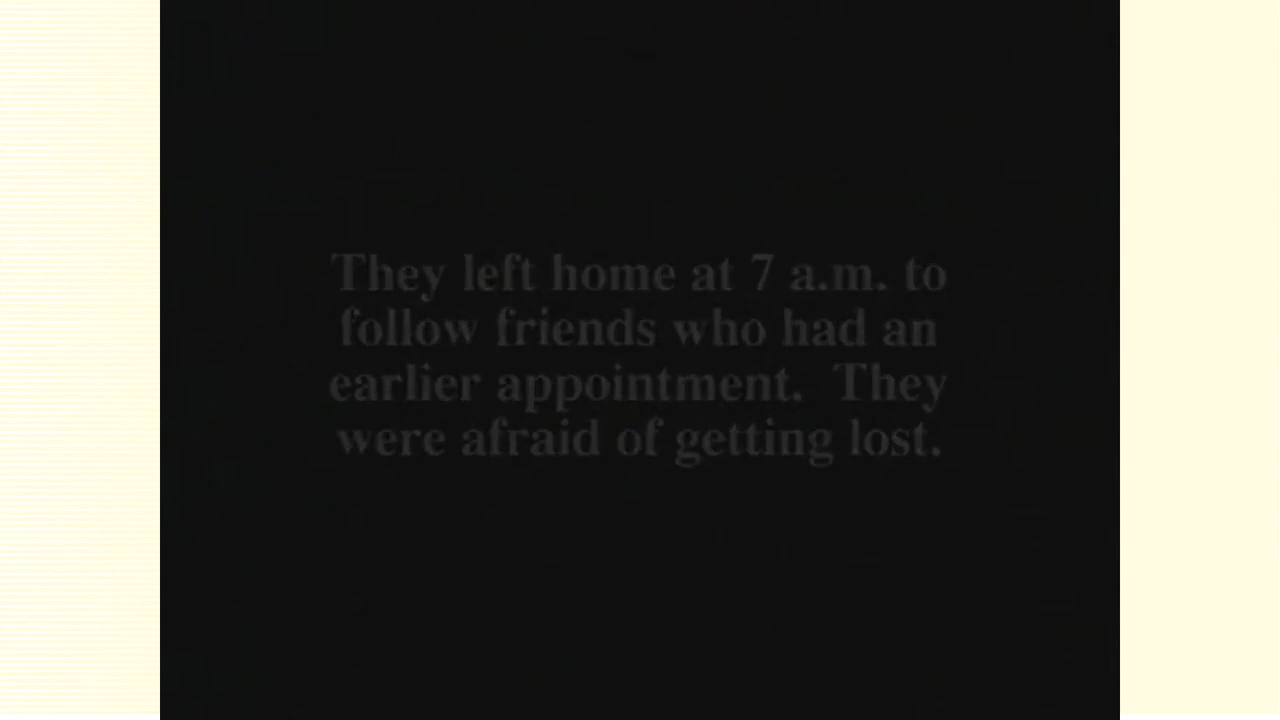 They left home at 7 a.m. to
follow friends who had an
earlier appointment.  They
were afraid of getting lost.